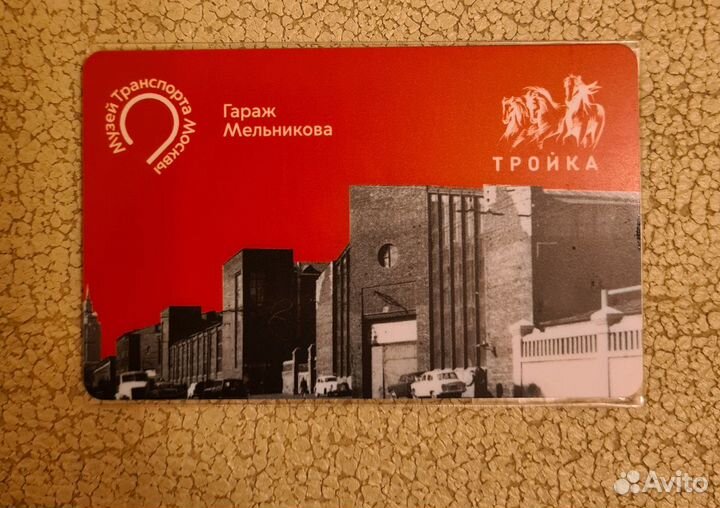 Музей Транспорта Москвы
Гараж
Мельникова
ТРОЙКА
Avito